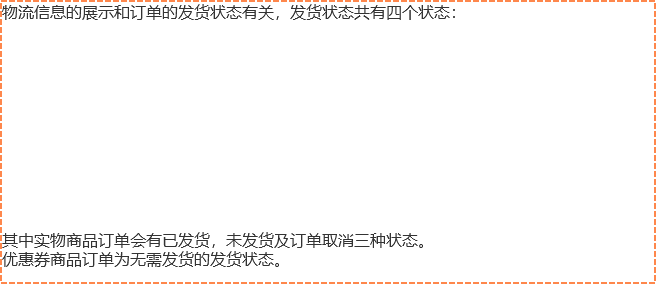 物流信息的展示和订单的发货状态有关，发货状态共有四个状态：
其中实物商品订单会有已发货，未发货及订单取消三种状态。
优惠券商品订单为无需发货的发货状态。